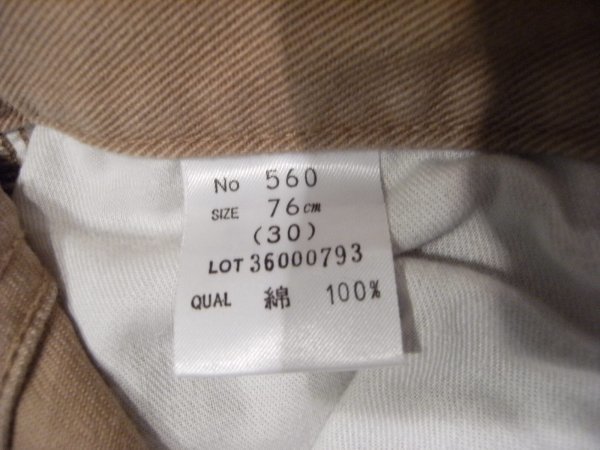 No 560
SIZE 76cm
(30)
LOT 36000793
QUAL 綿 100%